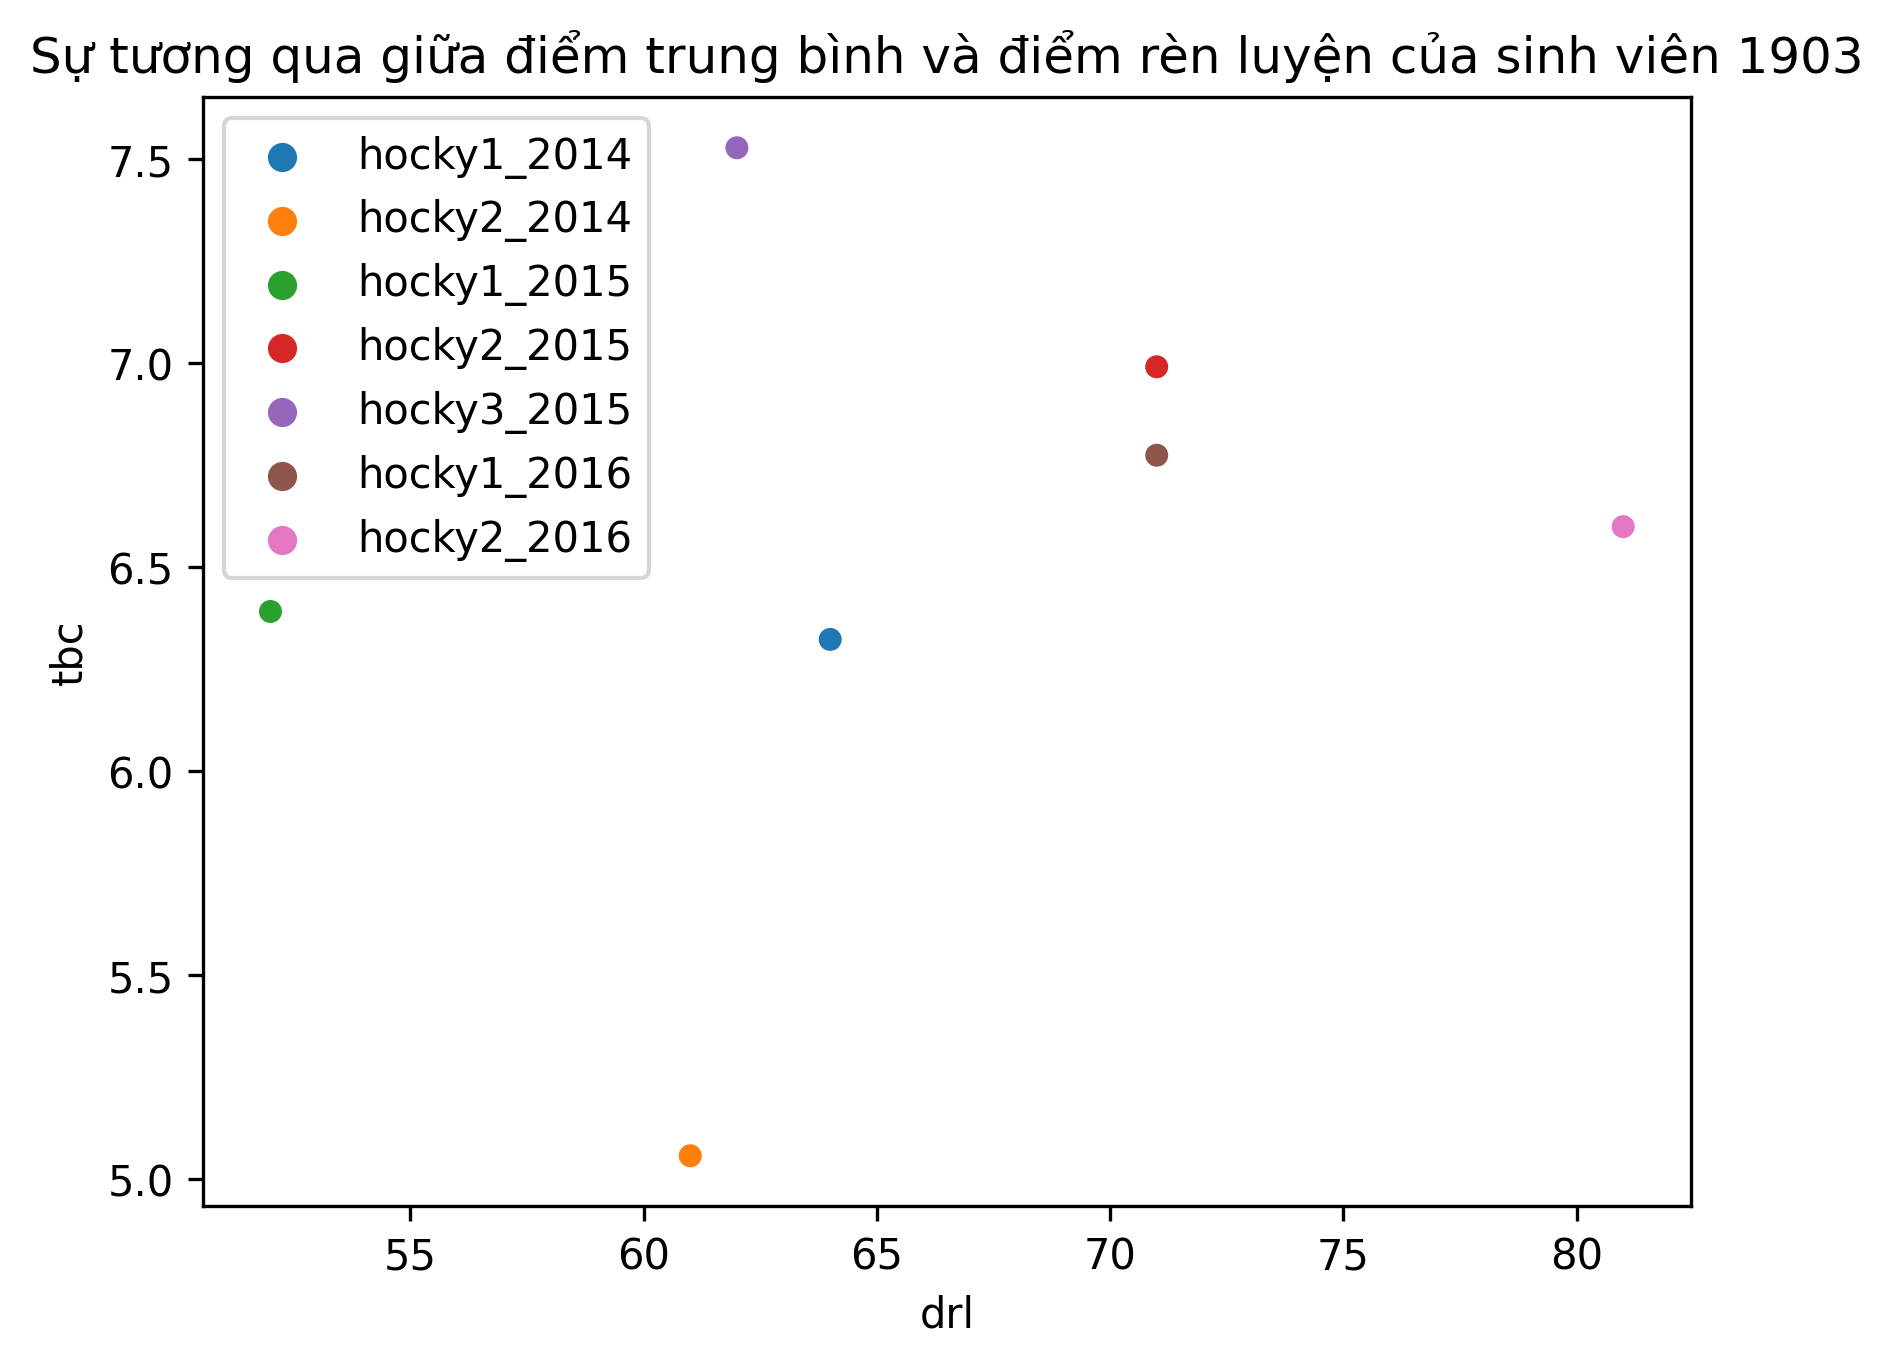 Sự tương qua giữa điểm trung bình và điểm rèn luyện của sinh viên 1903
hocky1_2014
hocky2_2014
hocky1_2015
hocky2_2015
hocky3_2015
hocky1_2016
hocky2_2016
7.5
7.0
6.5
6.0
5.5
5.0
tbc
55 60 65 70 75 80
drl